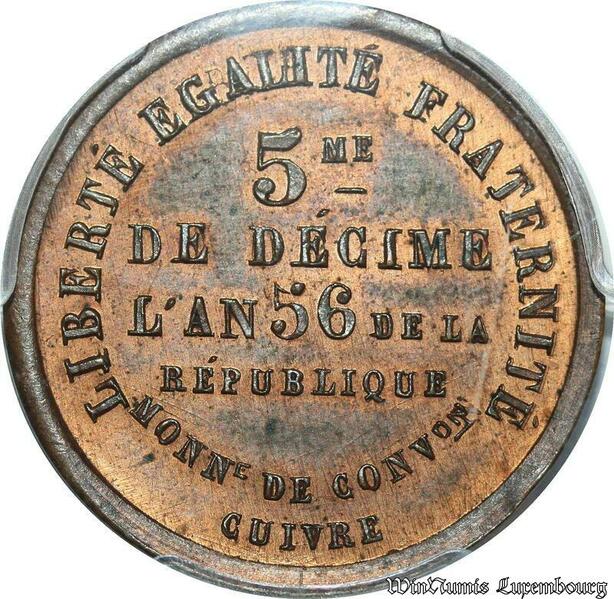 LIBERTÉ EGALITÉ FRATERNITÉ
5ME
DE DÉCIME
L'AN 56 DE LA
RÉPUBLIQUE
MONNE DE CONVON
CUIVRE
WinNumis Luxembourg